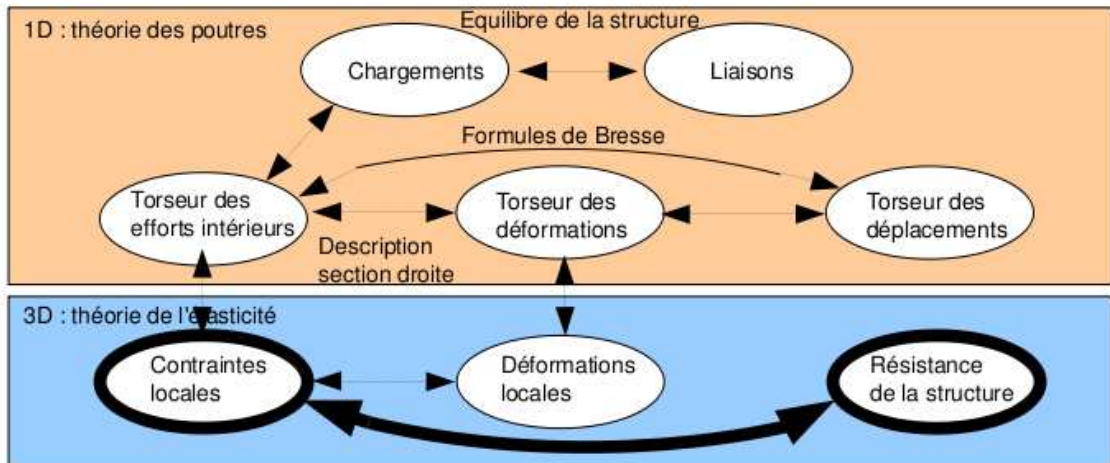 Equilibre de la structure
1D : théorie des poutres
Chargements
Liaisons
Formules de Bresse
Torseur des
efforts intérieurs
Torseur des
déformations
Torseur des
déplacements
Description
section droite
3D : théorie de l'élasticité
Contraintes
locales
Déformations
locales
Résistance
de la structure